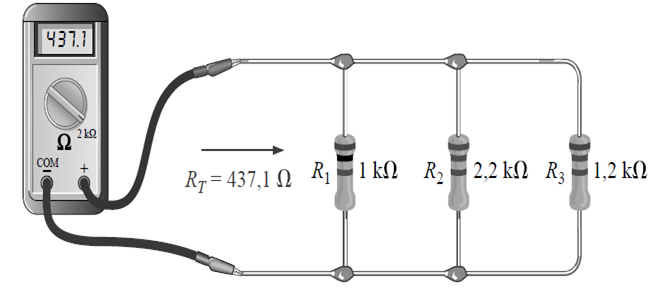 437.1
2 kΩ
Ω
COM
+
R_T = 437,1 Ω
R1 1 kΩ
R2 2,2 kΩ
R3 1,2 kΩ